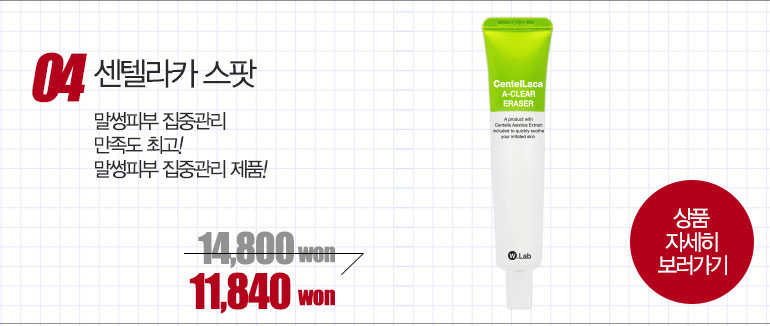 04 센텔라카 스팟
말썽피부 집중관리
만족도 최고!
말썽피부 집중관리 제품!
14,800 won
11,840 won
CentelLaca
A-CLEAR
ERASER
A product with
Centella Asiatica Extract
included to quickly soothe
your irritated skin
W.Lab
상품
자세히
보러가기